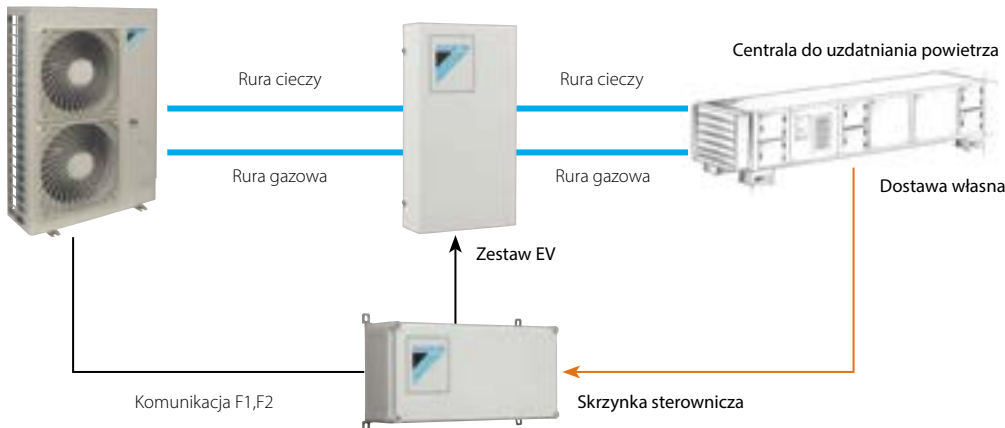 Centrala do uzdatniania powietrza
Rura cieczy
Rura cieczy
Rura gazowa
Rura gazowa
Dostawa własna
Zestaw EV
Komunikacja F1,F2
Skrzynka sterownicza